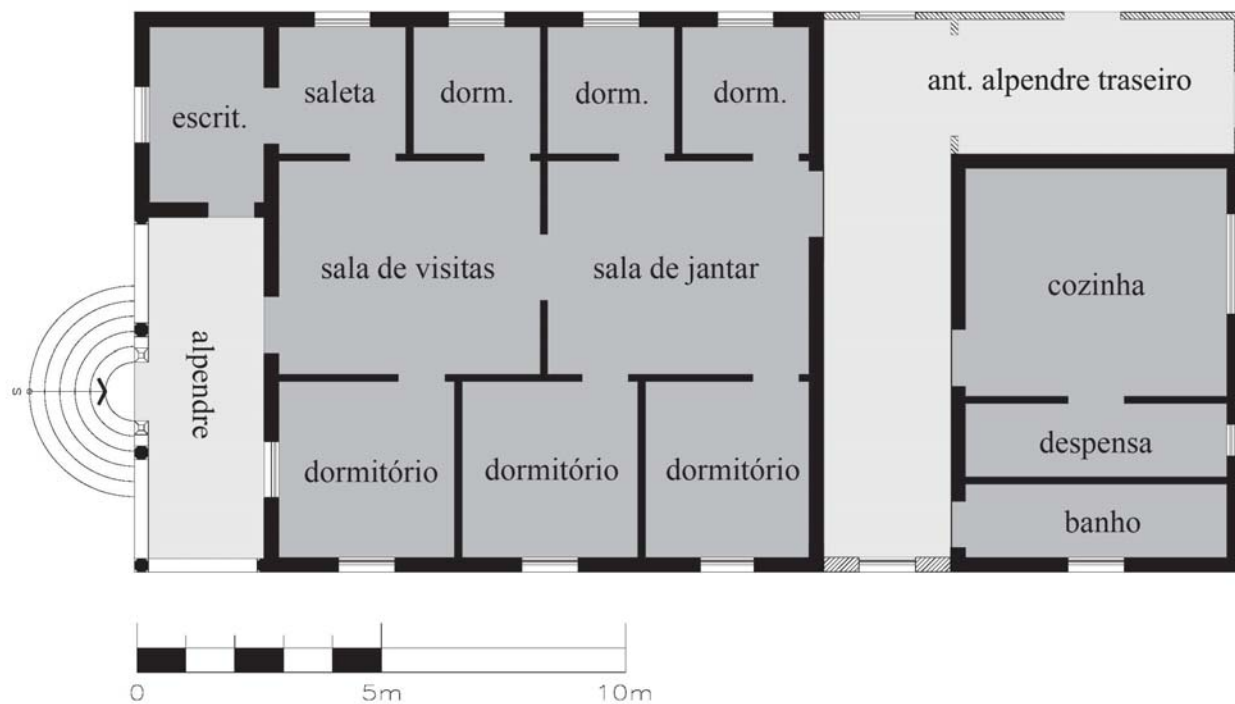 ant. alpendre traseiro
saleta
dorm.
dorm.
dorm.
escrit.
sala de visitas
sala de jantar
cozinha
alpendre
s
despensa
dormitório
dormitório
dormitório
banho
0
5m
10m